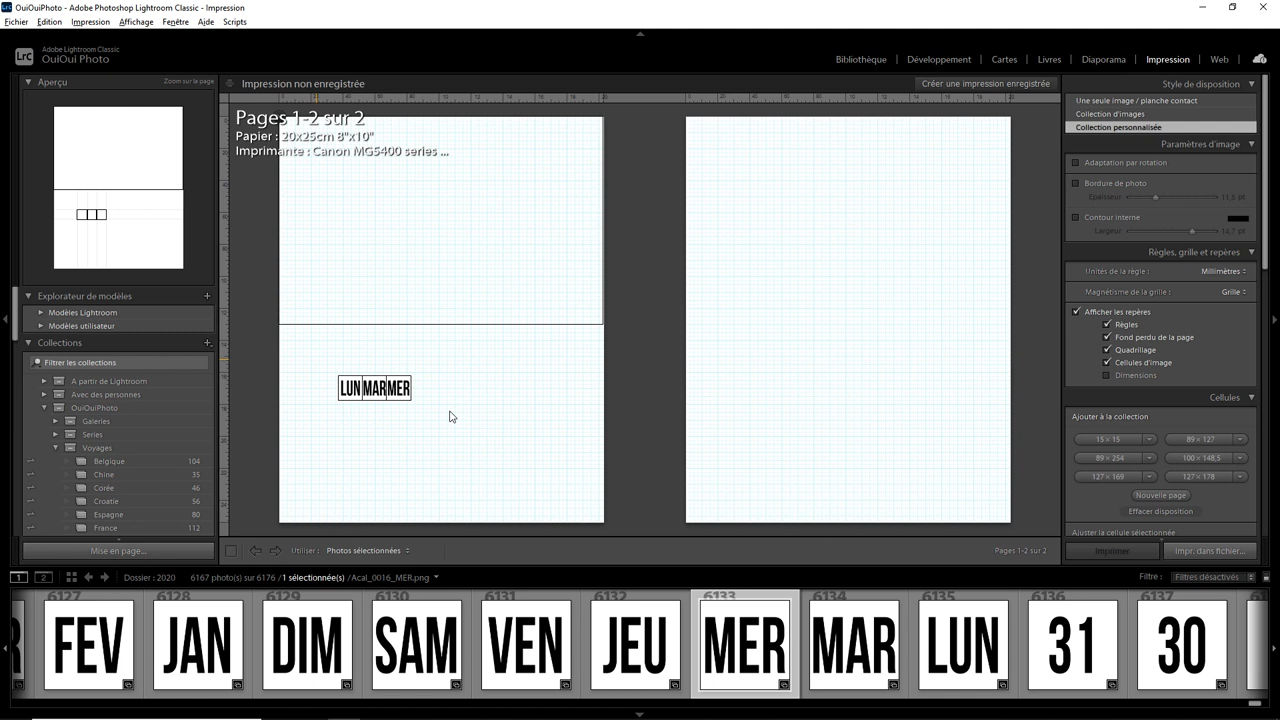 OuiOuiPhoto - Adobe Photoshop Lightroom Classic - Impression
Fichier Edition Impression Affichage Fenêtre Aide Scripts
Lrc
Adobe Lightroom Classic
OuiOui Photo
Bibliothèque Développement Cartes Livres Diaporama Impression Web
Aperçu Zoom sur la page
Impression non enregistrée
Créer une impression enregistrée
Style de disposition
Pages 1-2 sur 2
Papier : 20x25cm 8"x10"
Imprimante : Canon MG5400 series ...
Une seule image / planche contact
Collection d'images
Collection personnalisée
Paramètres d'image
Adaptation par rotation
Bordure de photo
Epaisseur 11,5 pt
Contour interne
Largeur 14,7 pt
Règles, grille et repères
Unités de la règle : Millimètres
Magnétisme de la grille : Grille
Afficher les repères
Règles
Fond perdu de la page
Quadrillage
Cellules d'image
Dimensions
Cellules
Ajouter à la collection
15 × 15 89 × 127
89 × 254 100 × 148,5
127 × 169 127 × 178
Nouvelle page
Effacer disposition
Ajuster la cellule sélectionnée
Imprimer Impr. dans fichier...
Explorateur de modèles +
Modèles Lightroom
Modèles utilisateur
Collections +
Filtrer les collections
A partir de Lightroom
Avec des personnes
OuiOuiPhoto
Galeries
Series
Voyages
Belgique 104
Chine 35
Corée 46
Croatie 56
Espagne 80
France 112
Mise en page...
LUN MAR MER
Utiliser : Photos sélectionnées
Pages 1-2 sur 2
1 2
Dossier : 2020 6167 photo(s) sur 6176 / 1 sélectionnée(s) /Acal_0016_MER.png
Filtre : Filtres désactivés
6127 6128 6129 6130 6131 6132 6133 6134 6135 6136 6137
R FEV JAN DIM SAM VEN JEU MER MAR LUN 31 30